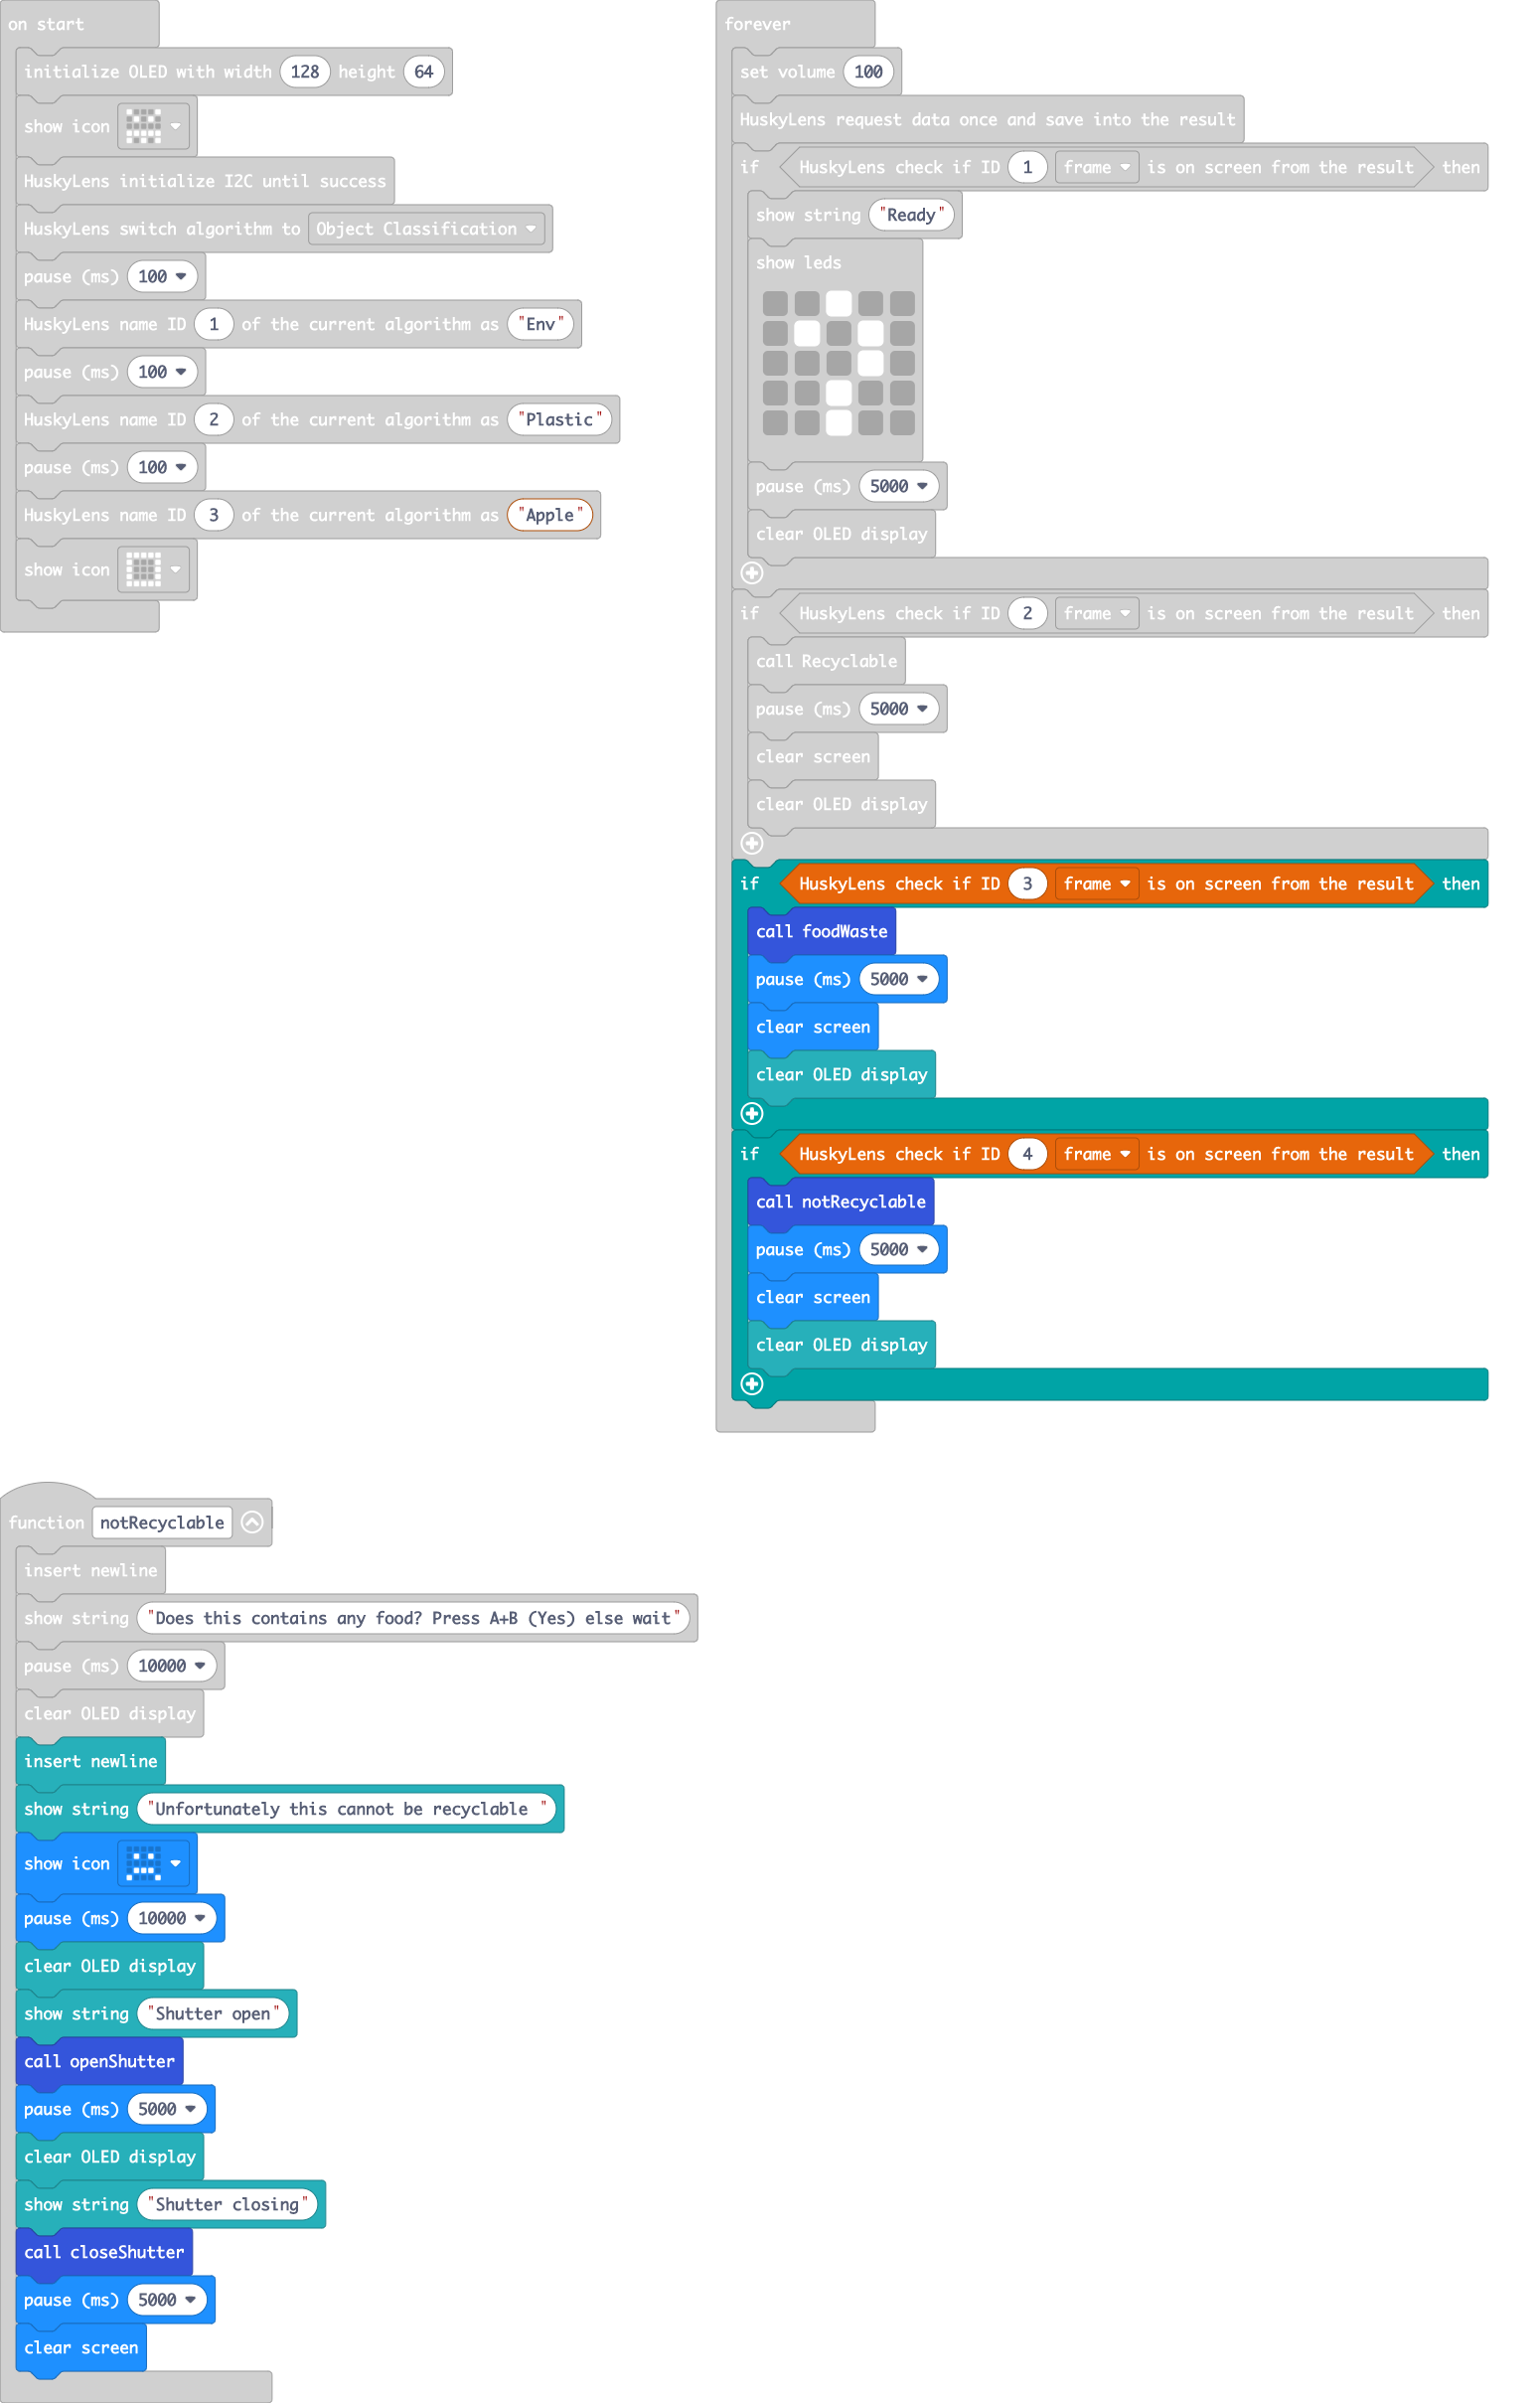 on start
initialize OLED with width 128 height 64
show icon
HuskyLens initialize I2C until success
HuskyLens switch algorithm to Object Classification
pause (ms) 100
HuskyLens name ID 1 of the current algorithm as "Env"
pause (ms) 100
HuskyLens name ID 2 of the current algorithm as "Plastic"
pause (ms) 100
HuskyLens name ID 3 of the current algorithm as "Apple"
show icon
forever
set volume 100
HuskyLens request data once and save into the result
if HuskyLens check if ID 1 frame is on screen from the result then
show string "Ready"
show leds
pause (ms) 5000
clear OLED display
if HuskyLens check if ID 2 frame is on screen from the result then
call Recyclable
pause (ms) 5000
clear screen
clear OLED display
if HuskyLens check if ID 3 frame is on screen from the result then
call foodWaste
pause (ms) 5000
clear screen
clear OLED display
if HuskyLens check if ID 4 frame is on screen from the result then
call notRecyclable
pause (ms) 5000
clear screen
clear OLED display
function notRecyclable
insert newline
show string "Does this contains any food? Press A+B (Yes) else wait"
pause (ms) 10000
clear OLED display
insert newline
show string "Unfortunately this cannot be recyclable "
show icon
pause (ms) 10000
clear OLED display
show string "Shutter open"
call openShutter
pause (ms) 5000
clear OLED display
show string "Shutter closing"
call closeShutter
pause (ms) 5000
clear screen